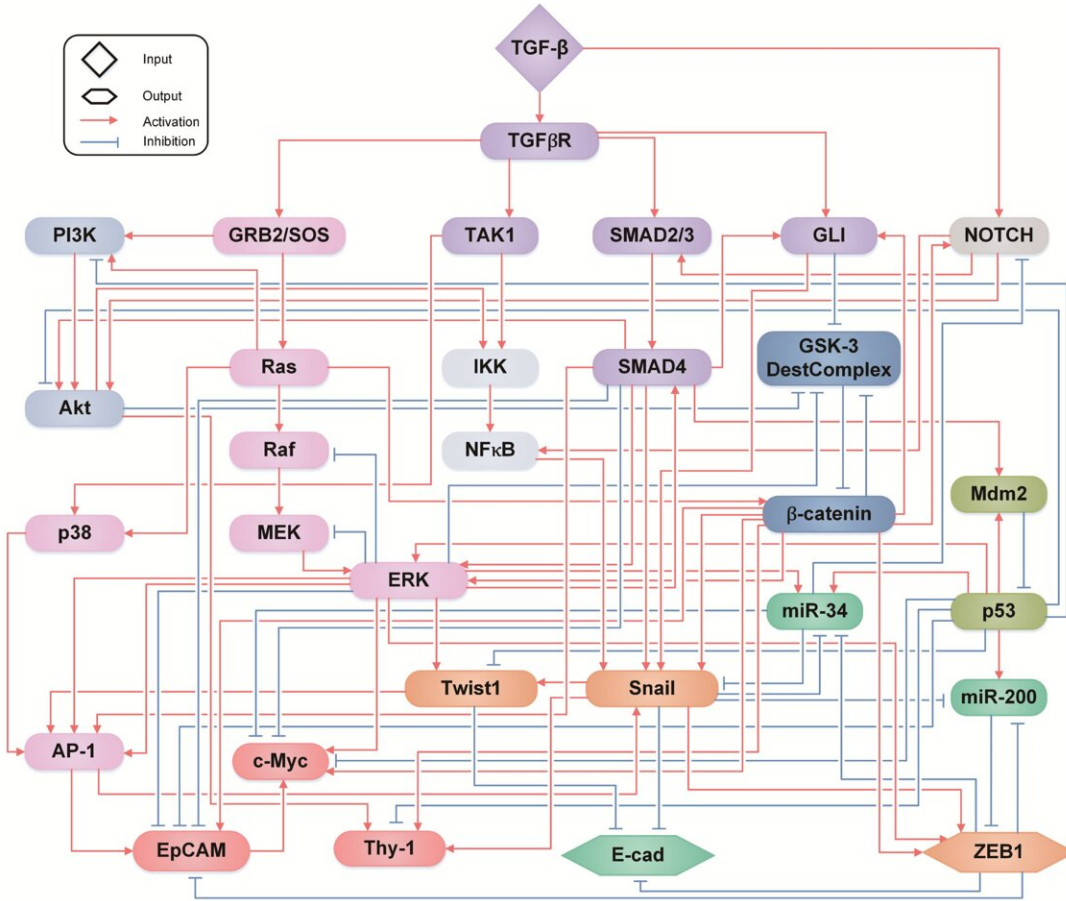 TGF-β
Input
Output
Activation
Inhibition
TGFβR
PI3K
GRB2/SOS
TAK1
SMAD2/3
GLI
NOTCH
Ras
IKK
SMAD4
GSK-3
DestComplex
Akt
Raf
NFκB
Mdm2
p38
MEK
β-catenin
ERK
miR-34
p53
Twist1
Snail
miR-200
AP-1
c-Myc
EpCAM
Thy-1
E-cad
ZEB1